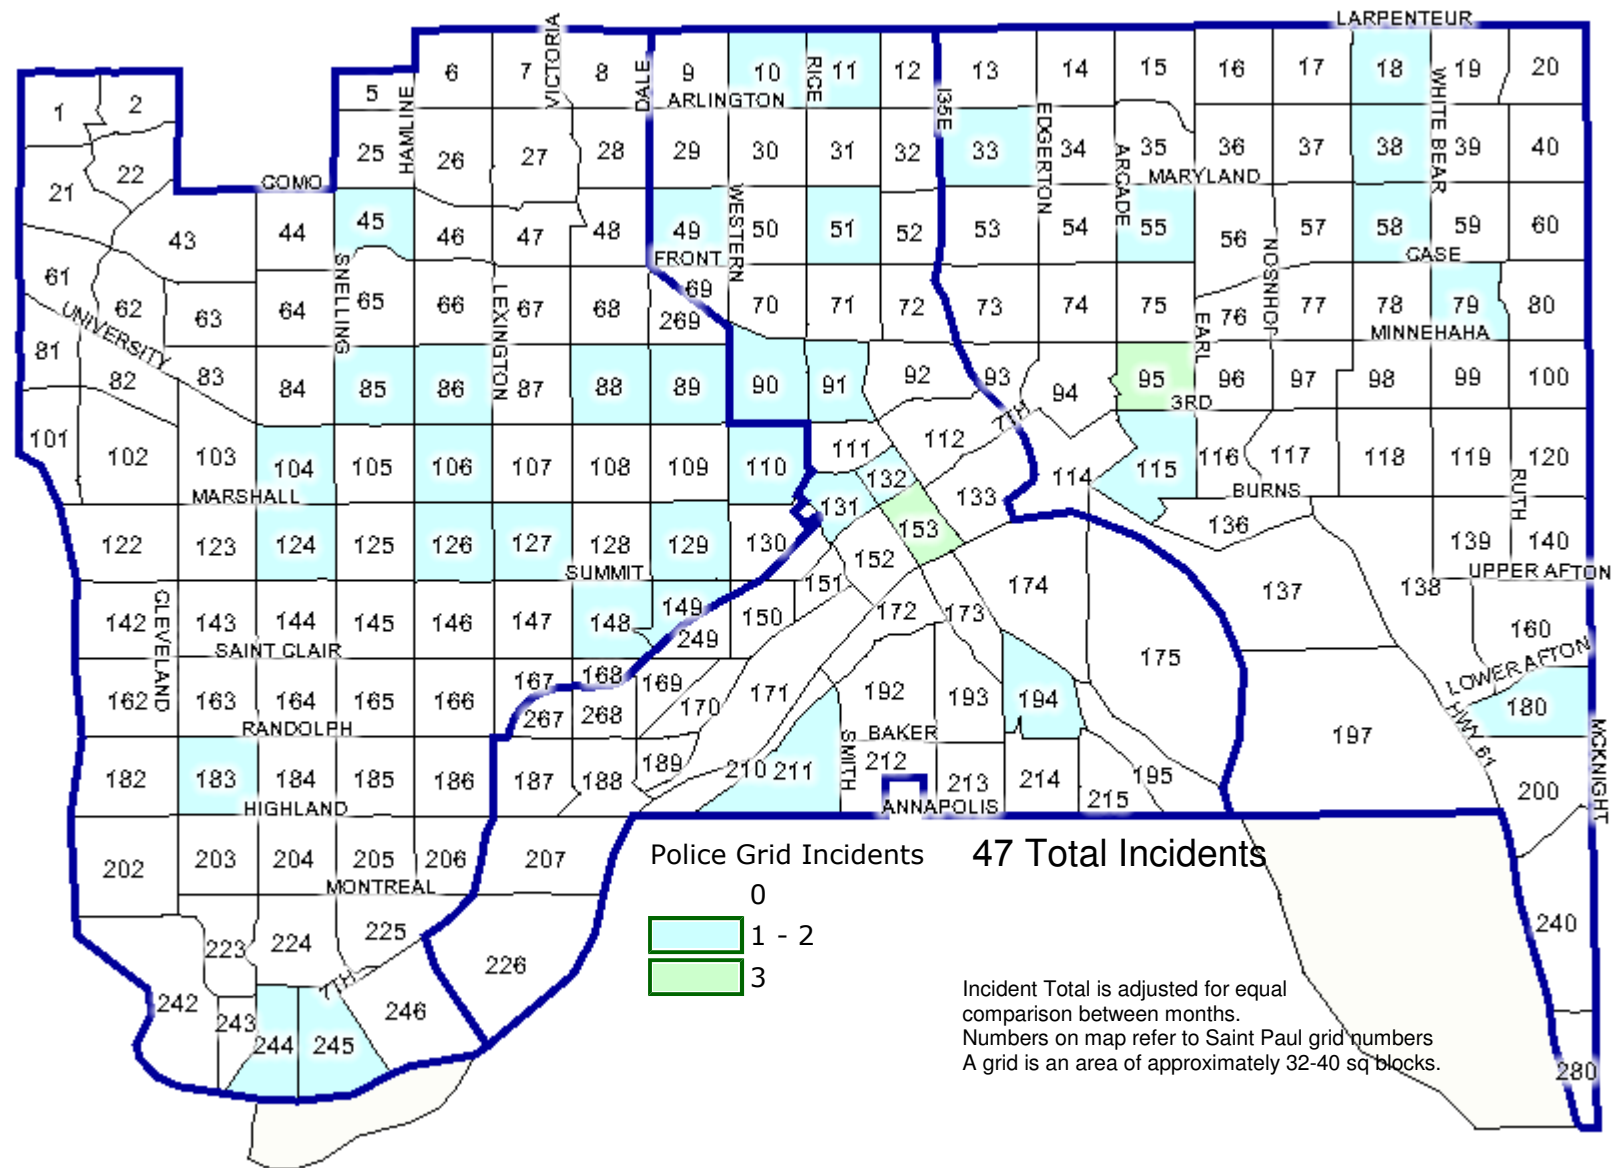 LARPENTEUR
1 2 5 6 7 8 9 10 11 12 13 14 15 16 17 18 19 20
VICTORIA
DALE
RICE
ARLINGTON
HAMLINE
I35E
EDGERTON
WHITE BEAR
21 22 25 26 27 28 29 30 31 32 33 34 35 36 37 38 39 40
COMO
MARYLAND
ARCADE
WESTERN
43 44 45 46 47 48 49 50 51 52 53 54 55 56 57 58 59 60
FRONT
CASE
SNELLING
JOHNSON
61 62 63 64 65 66 67 68 69 269 70 71 72 73 74 75 76 77 78 79 80
UNIVERSITY
LEXINGTON
EARL
MINNEHAHA
81 82 83 84 85 86 87 88 89 90 91 92 93 94 95 96 97 98 99 100
3RD
7TH
101 102 103 104 105 106 107 108 109 110 111 112 114 115 116 117 118 119 120
MARSHALL
BURNS
RUTH
132 131 133 153 136
122 123 124 125 126 127 128 129 130 152 139 140
SUMMIT
UPPER AFTON
151 174 137 138
CLEVELAND
142 143 144 145 146 147 148 149 249 150 172 173 160
SAINT CLAIR
175
LOWER AFTON
162 163 164 165 166 167 168 169 170 171 192 193 194 180
267 268 197
RANDOLPH
BAKER
SMITH
HWY 61
MCKNIGHT
182 183 184 185 186 187 188 189 210 211 212 213 214 215 195 200
HIGHLAND
ANNAPOLIS
202 203 204 205 206 207
MONTREAL
Police Grid Incidents
47 Total Incidents
0
1 - 2
3
223 224 225 226 240
7TH
242 243 244 245 246 280
Incident Total is adjusted for equal
comparison between months.
Numbers on map refer to Saint Paul grid numbers
A grid is an area of approximately 32-40 sq blocks.